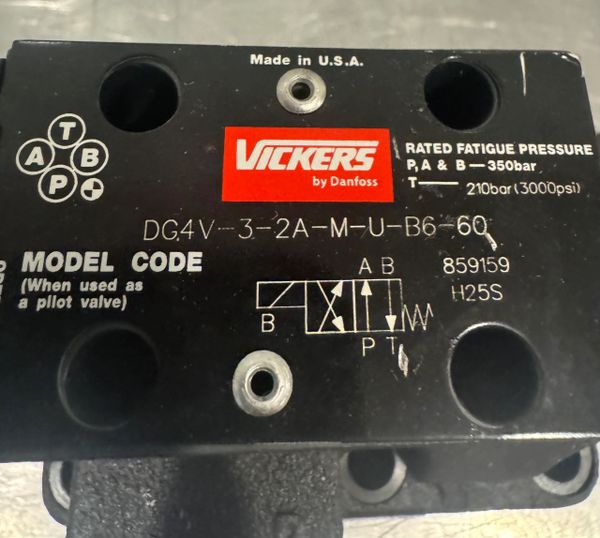 Made in U.S.A.
T
A B
P
VICKERS
by Danfoss
RATED FATIGUE PRESSURE
P, A & B — 350bar
T — 210bar (3000psi)
DG4V-3-2A-M-U-B6-60
MODEL CODE
(When used as
a pilot valve)
A B
B
P T
859159
H25S